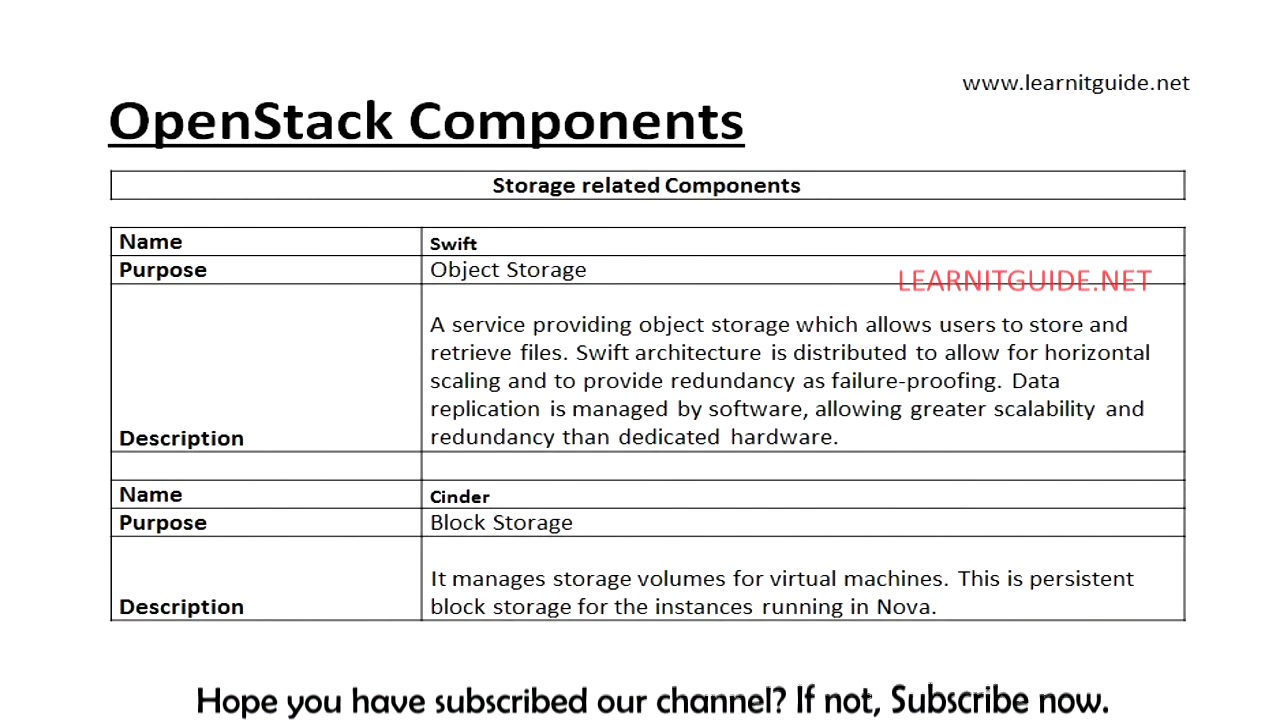 www.learnitguide.net
OpenStack Components
Storage related Components
Name Swift
Purpose Object Storage
LEARNITGUIDE.NET
A service providing object storage which allows users to store and
retrieve files. Swift architecture is distributed to allow for horizontal
scaling and to provide redundancy as failure-proofing. Data
replication is managed by software, allowing greater scalability and
Description redundancy than dedicated hardware.
Name Cinder
Purpose Block Storage
It manages storage volumes for virtual machines. This is persistent
Description block storage for the instances running in Nova.
Hope you have subscribed our channel? If not, Subscribe now.